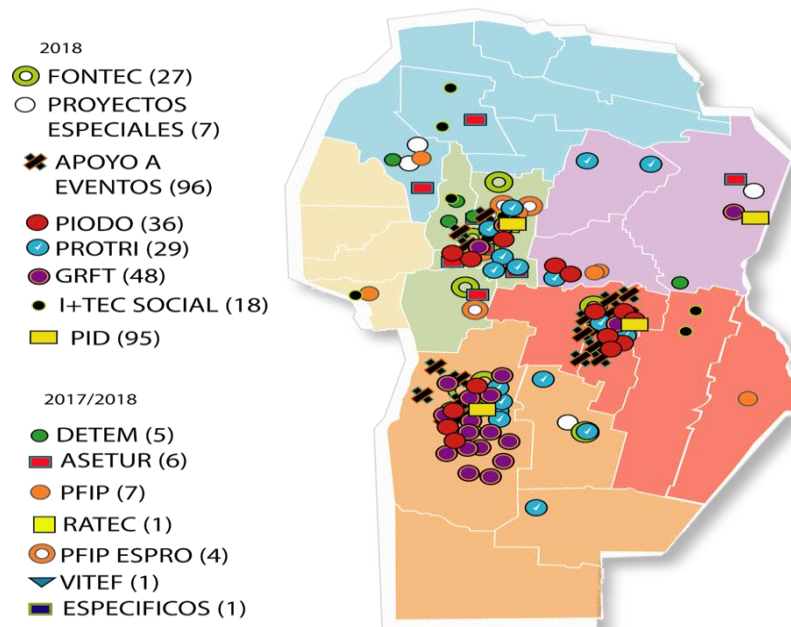 2018
FONTEC (27)
PROYECTOS
ESPECIALES (7)
APOYO A
EVENTOS (96)
PIODO (36)
PROTRI (29)
GRFT (48)
I+TEC SOCIAL (18)
PID (95)
2017/2018
DETEM (5)
ASETUR (6)
PFIP (7)
RATEC (1)
PFIP ESPRO (4)
VITEF (1)
ESPECIFICOS (1)